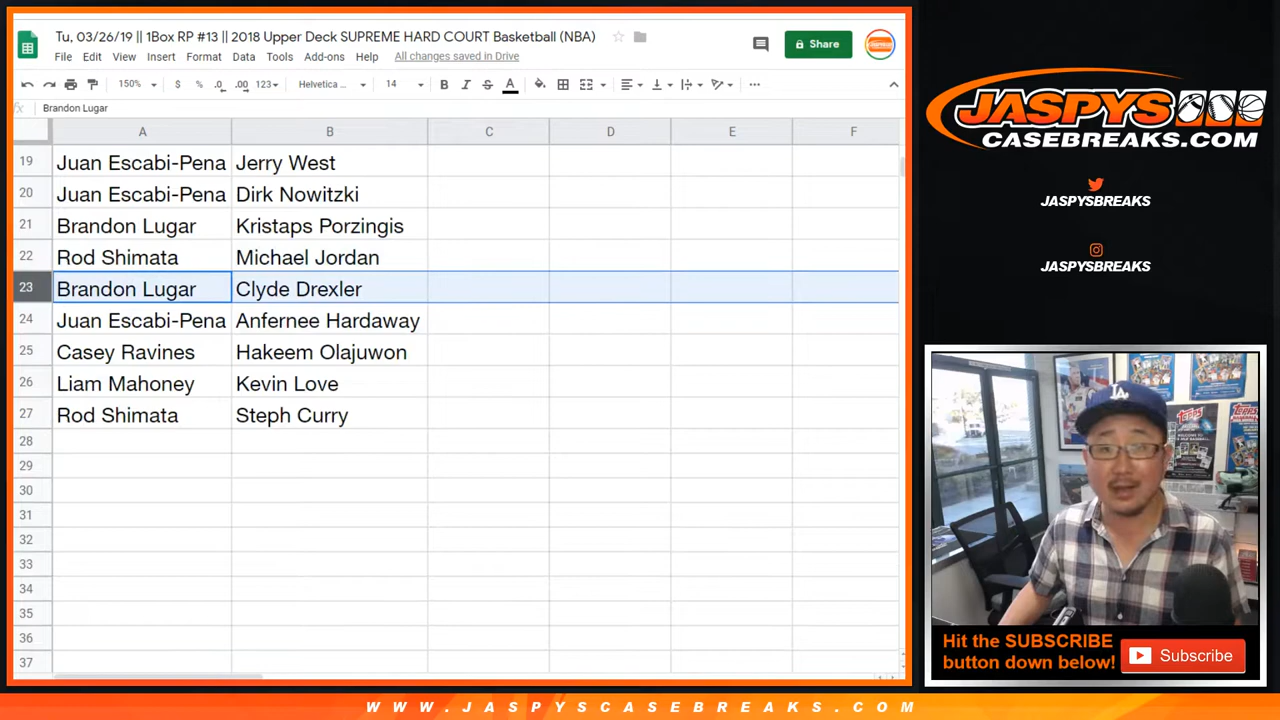 Tu, 03/26/19 || 1Box RP #13 || 2018 Upper Deck SUPREME HARD COURT Basketball (NBA)
File Edit View Insert Format Data Tools Add-ons Help All changes saved in Drive
Share
150% $ % .0 .00 123 Helvetica ... 14 B I S A
Brandon Lugar
A B C D E F
19 Juan Escabi-Pena Jerry West
20 Juan Escabi-Pena Dirk Nowitzki
21 Brandon Lugar Kristaps Porzingis
22 Rod Shimata Michael Jordan
23 Brandon Lugar Clyde Drexler
24 Juan Escabi-Pena Anfernee Hardaway
25 Casey Ravines Hakeem Olajuwon
26 Liam Mahoney Kevin Love
27 Rod Shimata Steph Curry
28
29
30
31
32
33
34
35
36
37
JASPYS
CASEBREAKS.COM
JASPYSBREAKS
JASPYSBREAKS
LA
TOPPS
Hit the SUBSCRIBE
button down below!
Subscribe
WWW.JASPYSCASEBREAKS.COM